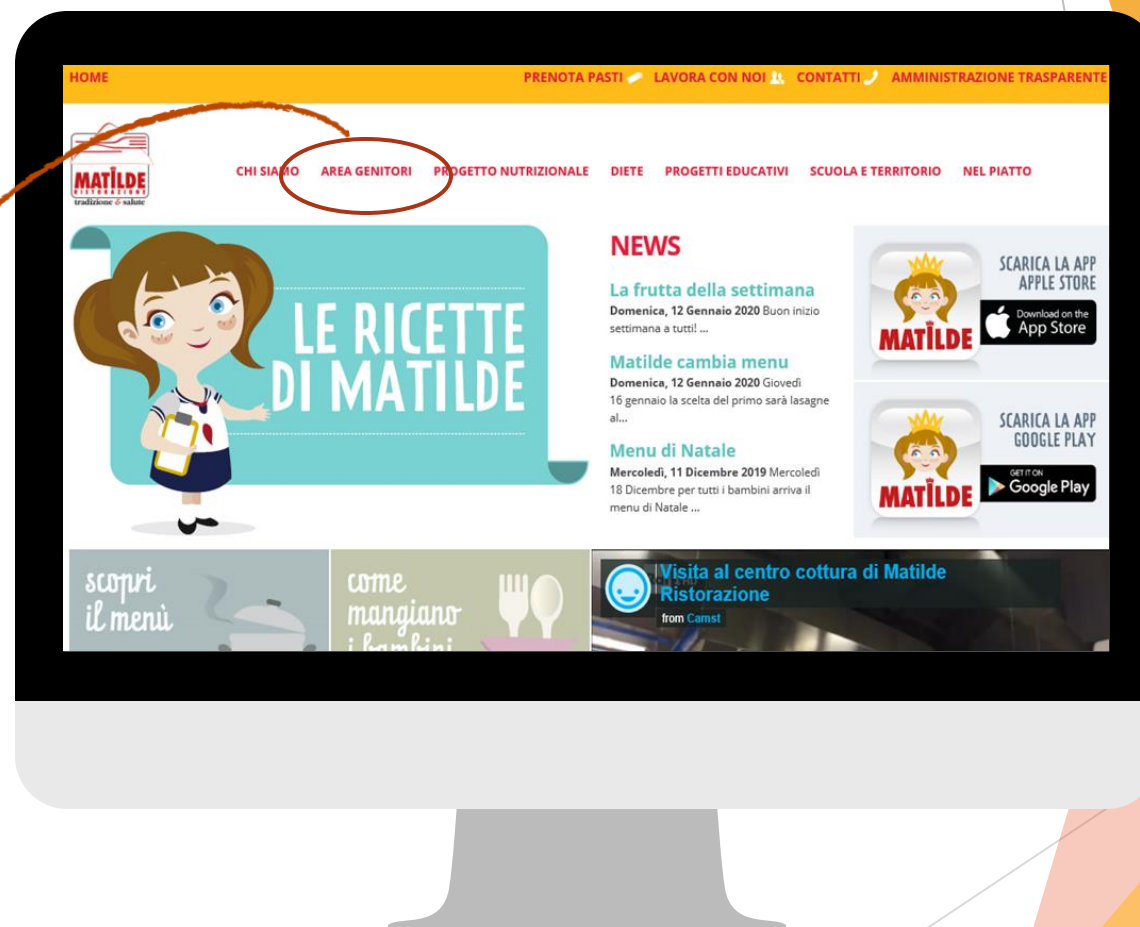 HOME
PRENOTA PASTI LAVORA CON NOI CONTATTI AMMINISTRAZIONE TRASPARENTE
MATILDE
RISTORAZIONE
tradizione & salute
CHI SIAMO AREA GENITORI PROGETTO NUTRIZIONALE DIETE PROGETTI EDUCATIVI SCUOLA E TERRITORIO NEL PIATTO
LE RICETTE
DI MATILDE
NEWS
La frutta della settimana
Domenica, 12 Gennaio 2020 Buon inizio
settimana a tutti! ...
Matilde cambia menu
Domenica, 12 Gennaio 2020 Giovedì
16 gennaio la scelta del primo sarà lasagne
al...
Menu di Natale
Mercoledì, 11 Dicembre 2019 Mercoledì
18 Dicembre per tutti i bambini arriva il
menu di Natale ...
MATÌLDE
SCARICA LA APP
APPLE STORE
Download on the
App Store
MATÌLDE
SCARICA LA APP
GOOGLE PLAY
GET IT ON
Google Play
scopri
il menù
come
mangiano
i bambini
Visita al centro cottura di Matilde
Ristorazione
from Camst